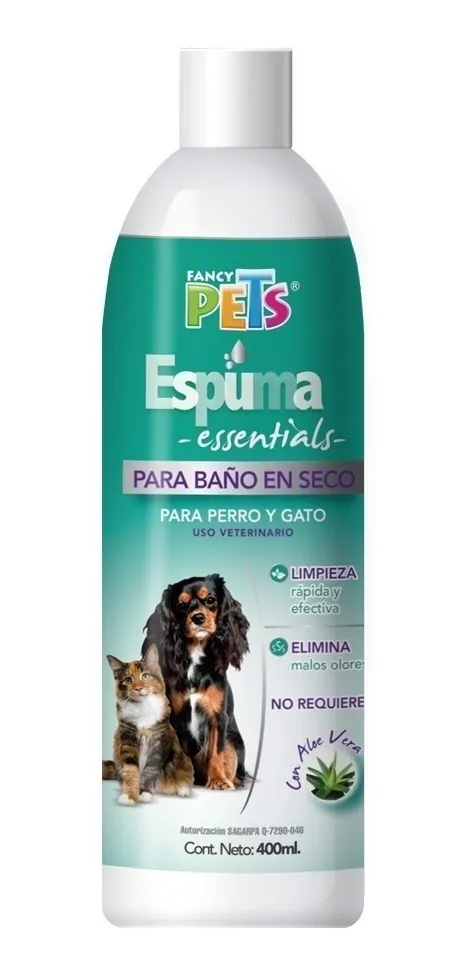 FANCY
PETS®
Espuma
-essentials-
PARA BAÑO EN SECO
PARA PERRO Y GATO
USO VETERINARIO
LIMPIEZA
rápida y
efectiva
ELIMINA
malos olores
NO REQUIERE
Con Aloe Vera
Autorización SAGARPA Q-7290-046
Cont. Neto: 400ml.